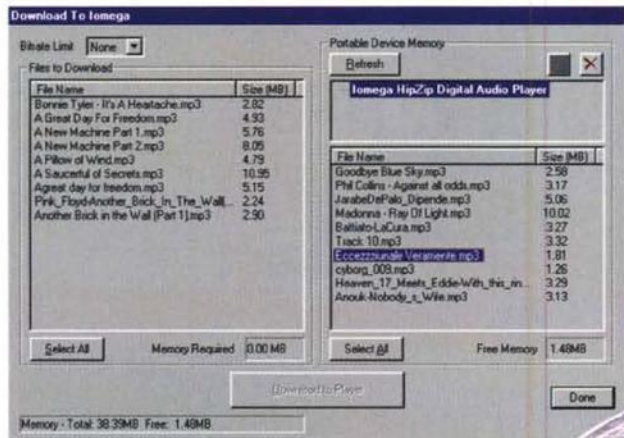 Download To Iomega
Bitrate Limit None
Files to Download
File Name Size (MB)
Bonnie Tyler - It's A Heartache.mp3 2.82
A Great Day For Freedom.mp3 4.93
A New Machine Part 1.mp3 5.76
A New Machine Part 2.mp3 8.05
A Pillow of Wind.mp3 4.79
A Saucerful of Secrets.mp3 10.95
Agreat day for freedom.mp3 5.15
Pink_Floyd-Another_Brick_In_The_Wall(... 2.24
Another Brick in the Wall (Part 1).mp3 2.90
Select All Memory Required 0.00 MB
Portable Device Memory
Refresh
Iomega HipZip Digital Audio Player
File Name Size (MB)
Goodbye Blue Sky.mp3 2.58
Phil Collins - Against all odds.mp3 3.17
JarabeDePalo_Dipende.mp3 5.06
Madonna - Ray Of Light.mp3 10.02
Battiato-LaCura.mp3 3.27
Track 10.mp3 3.32
Eccezzziunale Veramente.mp3 1.81
cyborg_009.mp3 1.26
Heaven_17_Meets_Eddie-With_this_rin... 3.29
Anouk-Nobody_s_Wife.mp3 3.13
Select All Free Memory 1.48MB
Download to Player
Done
Memory - Total: 38.39MB Free: 1.48MB